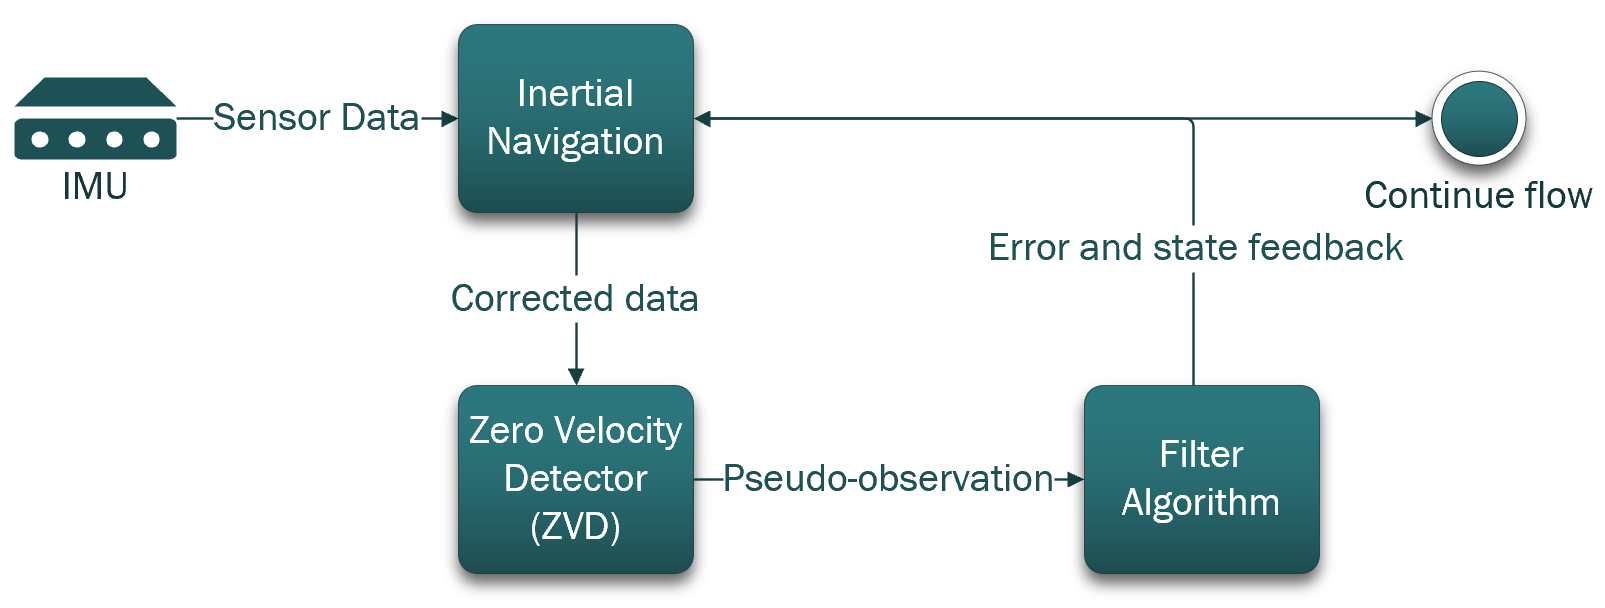 Inertial
Navigation
Sensor Data
IMU
Continue flow
Error and state feedback
Corrected data
Zero Velocity
Detector
(ZVD)
Pseudo-observation
Filter
Algorithm